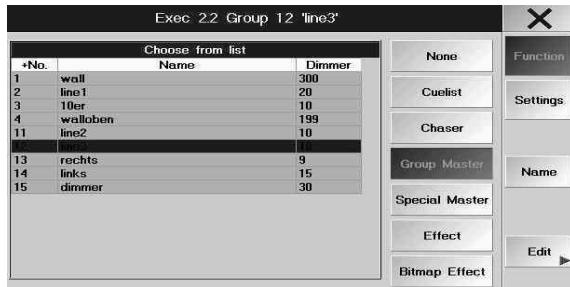 Exec 2.2 Group 12 'line3'
Choose from list
+No. Name Dimmer
1 wall 300
2 line1 20
3 10er 10
4 walloben 199
11 line2 10
12 line3 10
13 rechts 9
14 links 15
15 dimmer 30
None
Cuelist
Chaser
Group Master
Special Master
Effect
Bitmap Effect
Function
Settings
Name
Edit